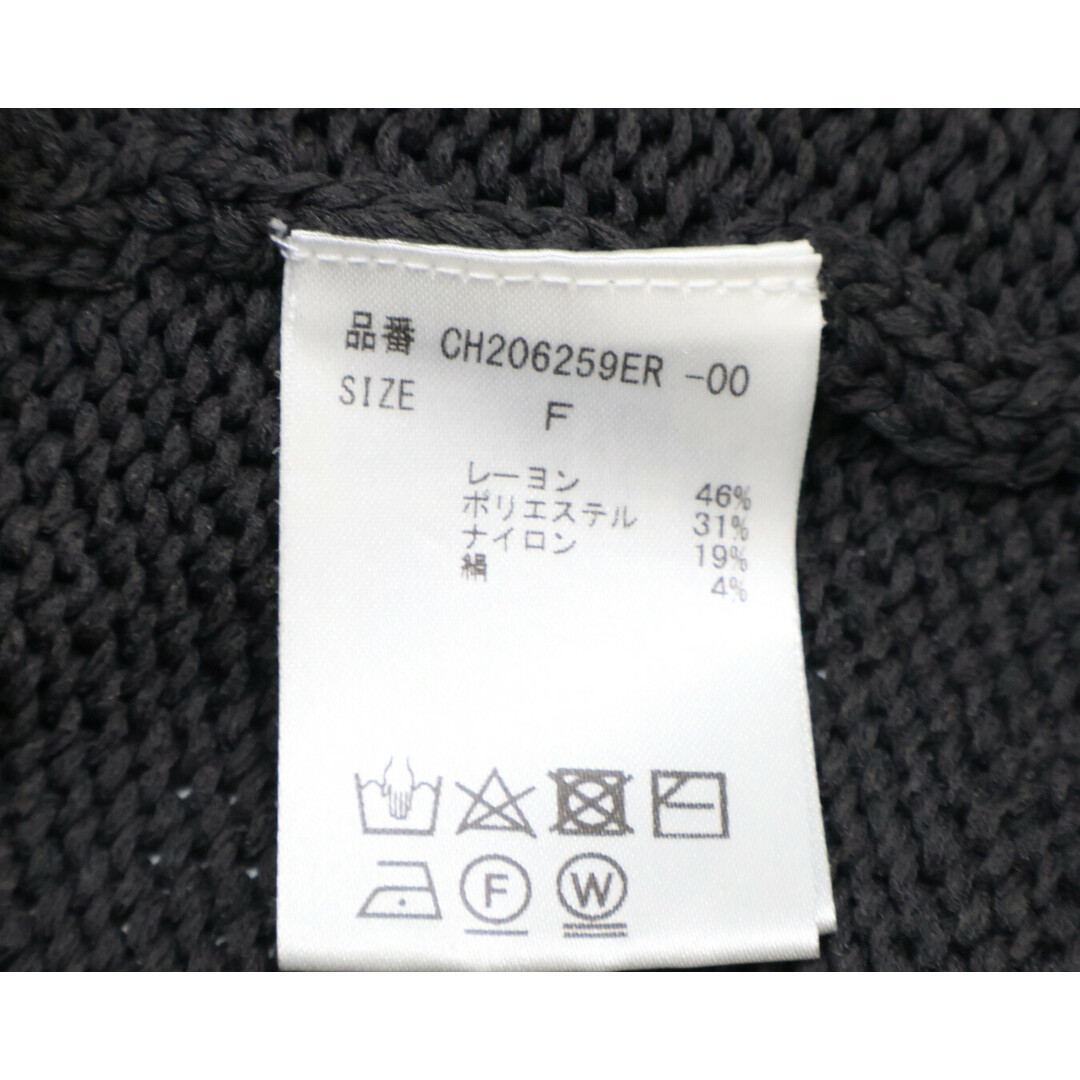 品番 CH206259ER -00
SIZE F
レーヨン 46%
ポリエステル 31%
ナイロン 19%
絹 4%
F W